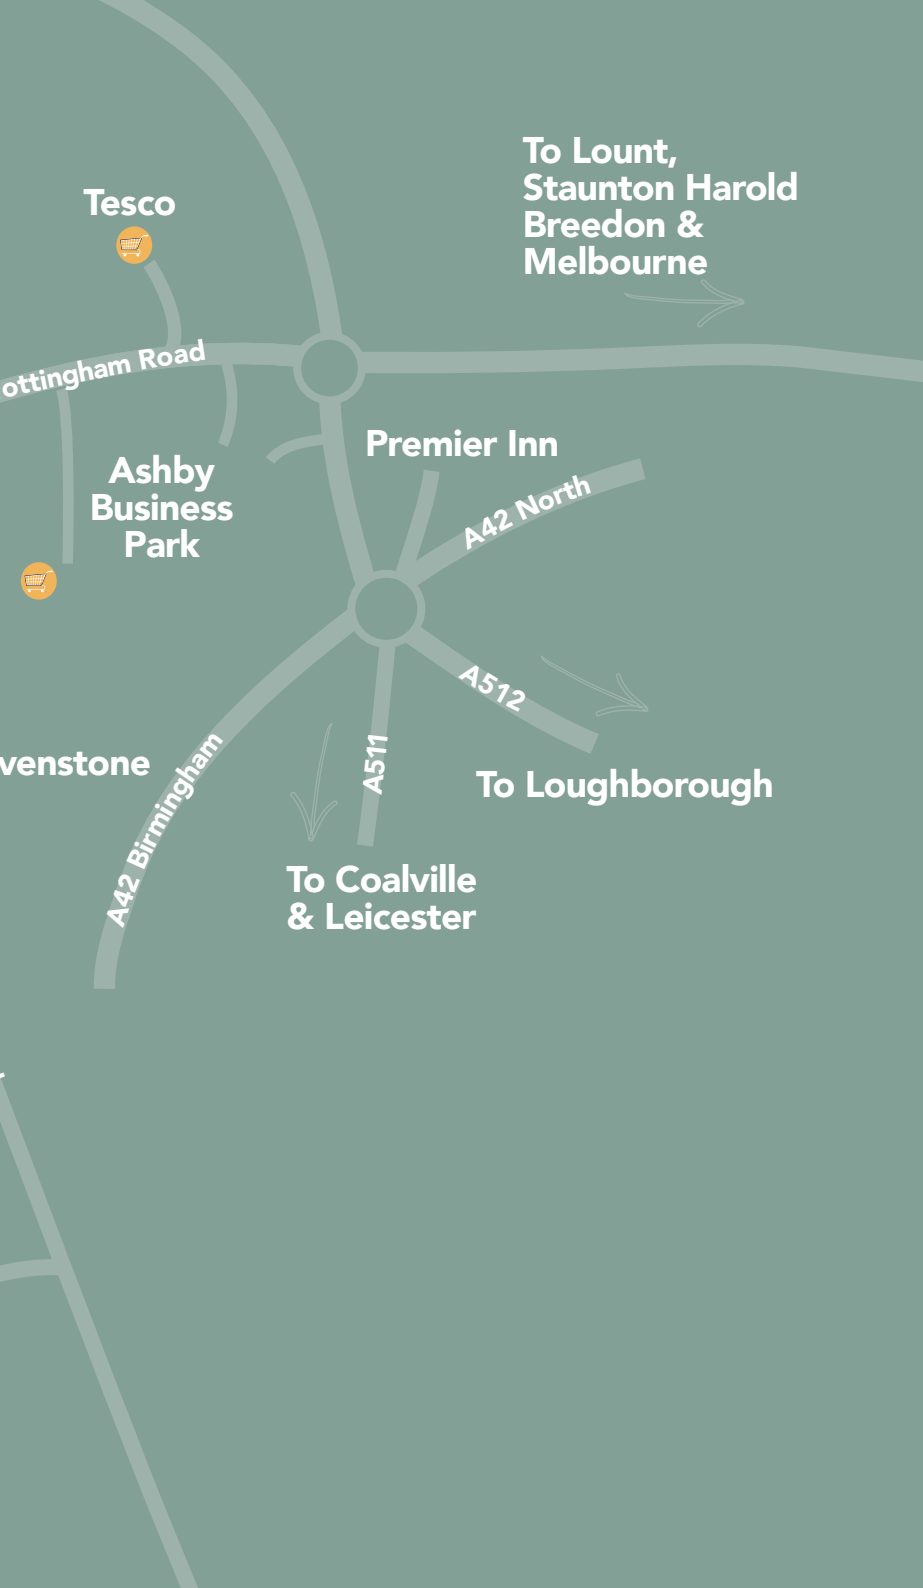 To Lount,
Staunton Harold
Breedon &
Melbourne
Tesco
ottingham Road
Premier Inn
A42 North
Ashby
Business
Park
A512
venstone
A42 Birmingham
A511
To Loughborough
To Coalville
& Leicester